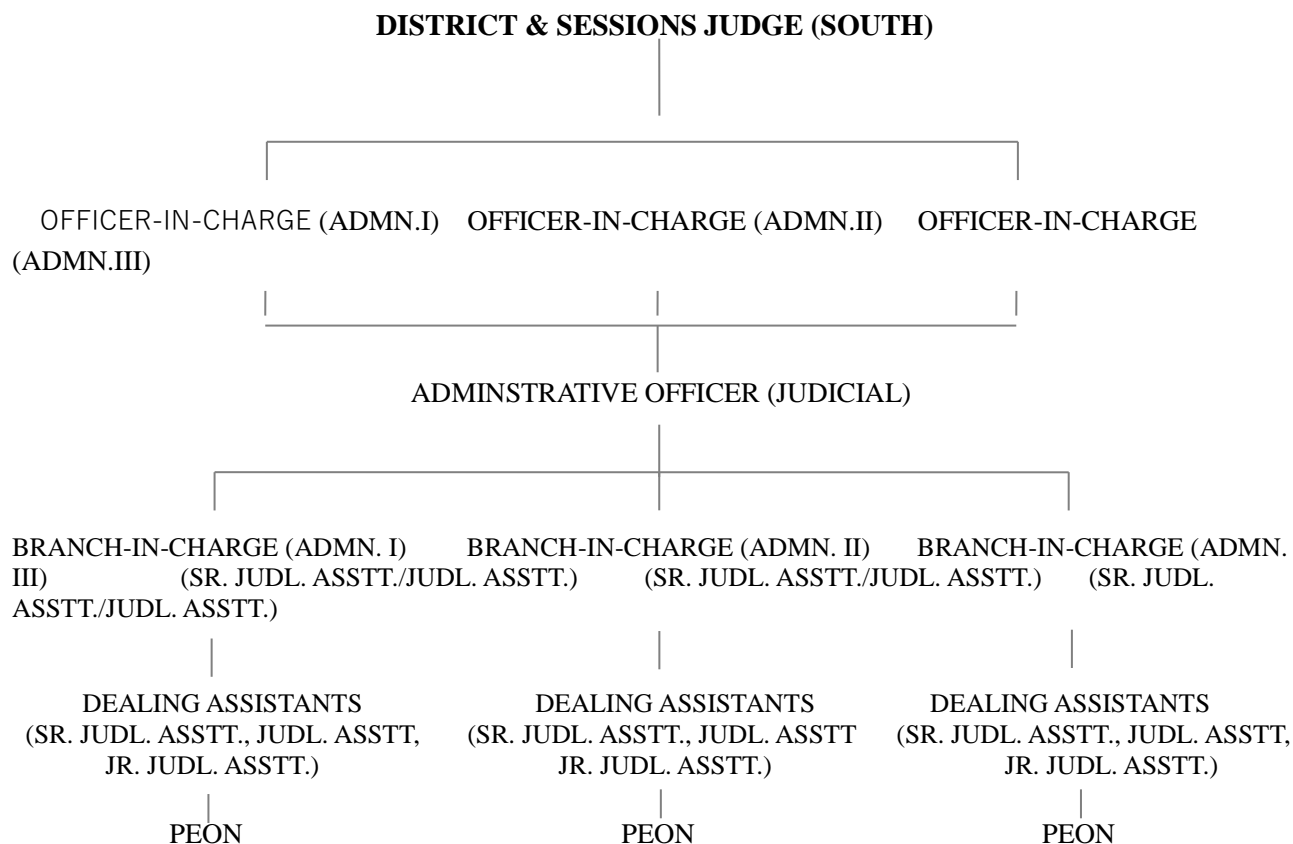 DISTRICT & SESSIONS JUDGE (SOUTH)
OFFICER-IN-CHARGE (ADMN.I) OFFICER-IN-CHARGE (ADMN.II) OFFICER-IN-CHARGE
(ADMN.III)
ADMINSTRATIVE OFFICER (JUDICIAL)
BRANCH-IN-CHARGE (ADMN. I) BRANCH-IN-CHARGE (ADMN. II) BRANCH-IN-CHARGE (ADMN.
III) (SR. JUDL. ASSTT./JUDL. ASSTT.) (SR. JUDL. ASSTT./JUDL. ASSTT.) (SR. JUDL.
ASSTT./JUDL. ASSTT.)
DEALING ASSISTANTS DEALING ASSISTANTS DEALING ASSISTANTS
(SR. JUDL. ASSTT., JUDL. ASSTT, (SR. JUDL. ASSTT., JUDL. ASSTT (SR. JUDL. ASSTT., JUDL. ASSTT,
JR. JUDL. ASSTT.) JR. JUDL. ASSTT.) JR. JUDL. ASSTT.)
PEON PEON PEON